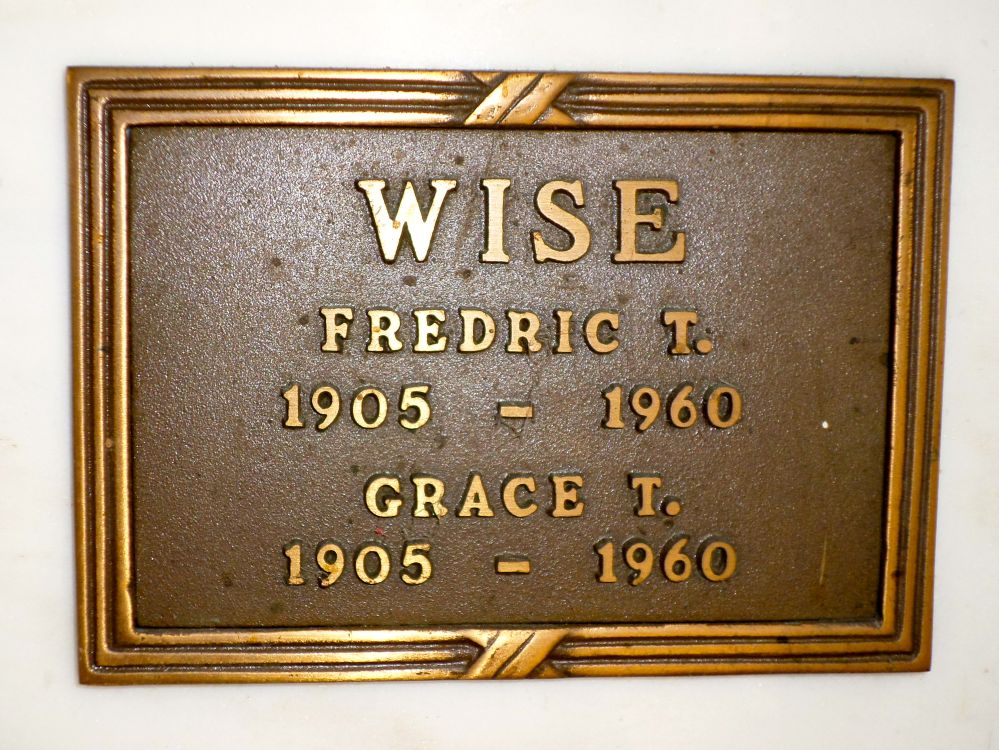 WISE
FREDRIC T.
1905 - 1960
GRACE T.
1905 - 1960